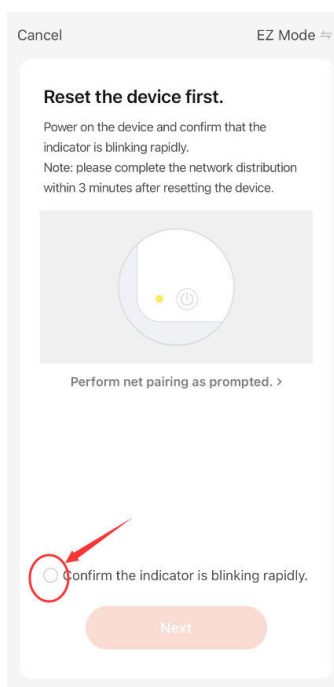 Cancel
EZ Mode
Reset the device first.
Power on the device and confirm that the
indicator is blinking rapidly.
Note: please complete the network distribution
within 3 minutes after resetting the device.
Perform net pairing as prompted. >
Confirm the indicator is blinking rapidly.
Next